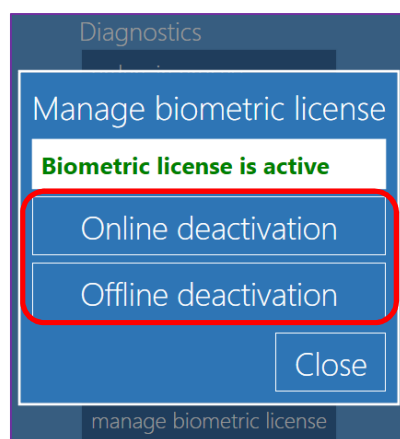 Diagnostics
Manage biometric license
Biometric license is active
Online deactivation
Offline deactivation
Close
manage biometric license